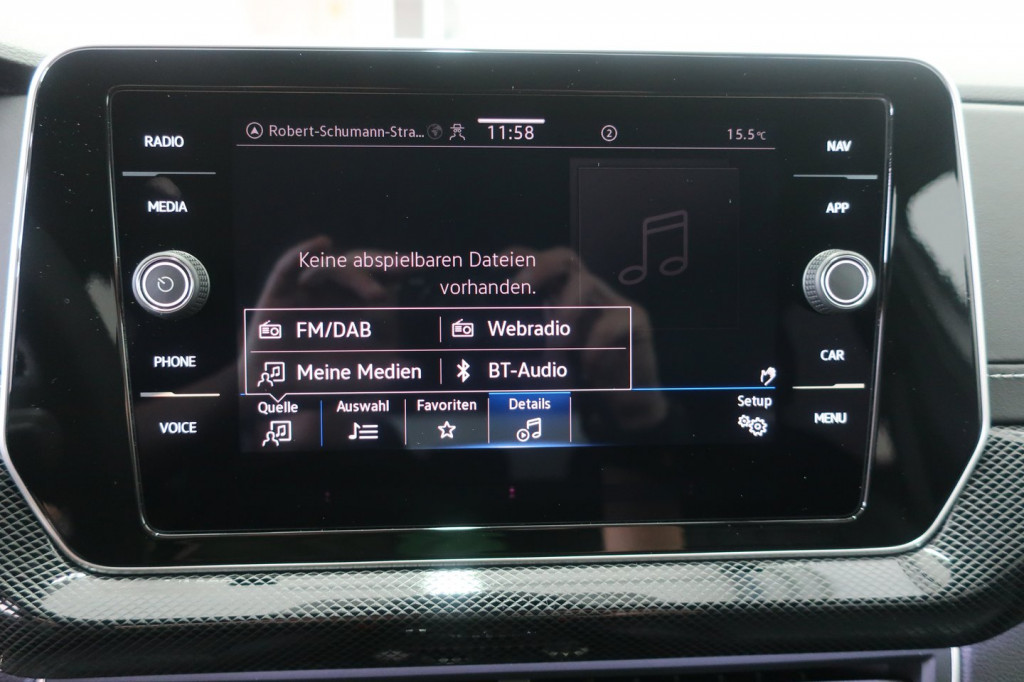 RADIO
MEDIA
PHONE
VOICE
Robert-Schumann-Stra... 11:58 2 15.5°C
Keine abspielbaren Dateien
vorhanden.
FM/DAB Webradio
Meine Medien BT-Audio
Quelle Auswahl Favoriten Details Setup
NAV
APP
CAR
MENU